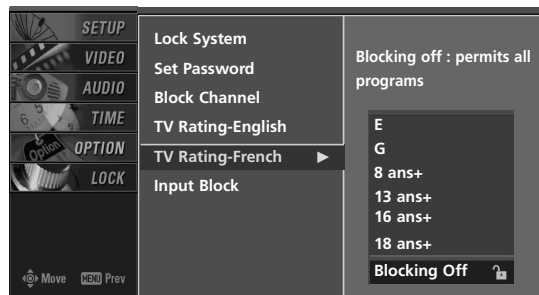 SETUP
VIDEO
AUDIO
TIME
OPTION
LOCK
Move MENU Prev
Lock System
Set Password
Block Channel
TV Rating-English
TV Rating-French
Input Block
Blocking off : permits all
programs
E
G
8 ans+
13 ans+
16 ans+
18 ans+
Blocking Off